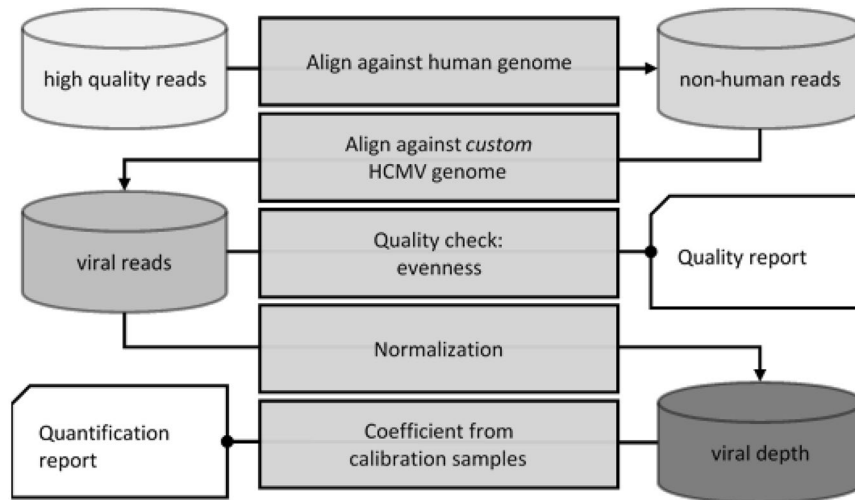 high quality reads
Align against human genome
non-human reads
Align against custom
HCMV genome
viral reads
Quality check:
evenness
Quality report
Normalization
Quantification
report
Coefficient from
calibration samples
viral depth